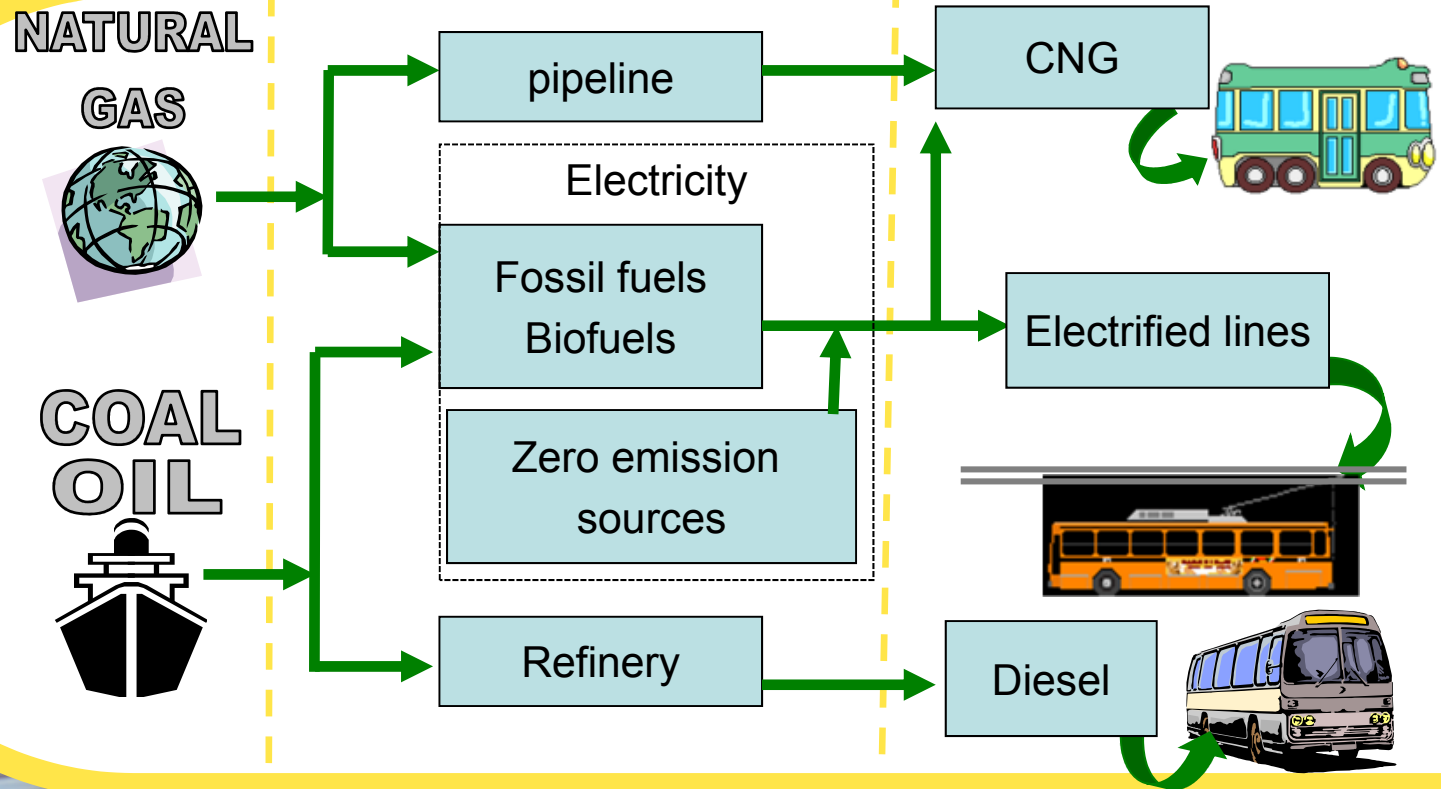 NATURAL
GAS
pipeline
CNG
Electricity
Fossil fuels
Biofuels
Electrified lines
COAL
OIL
Zero emission
sources
Refinery
Diesel